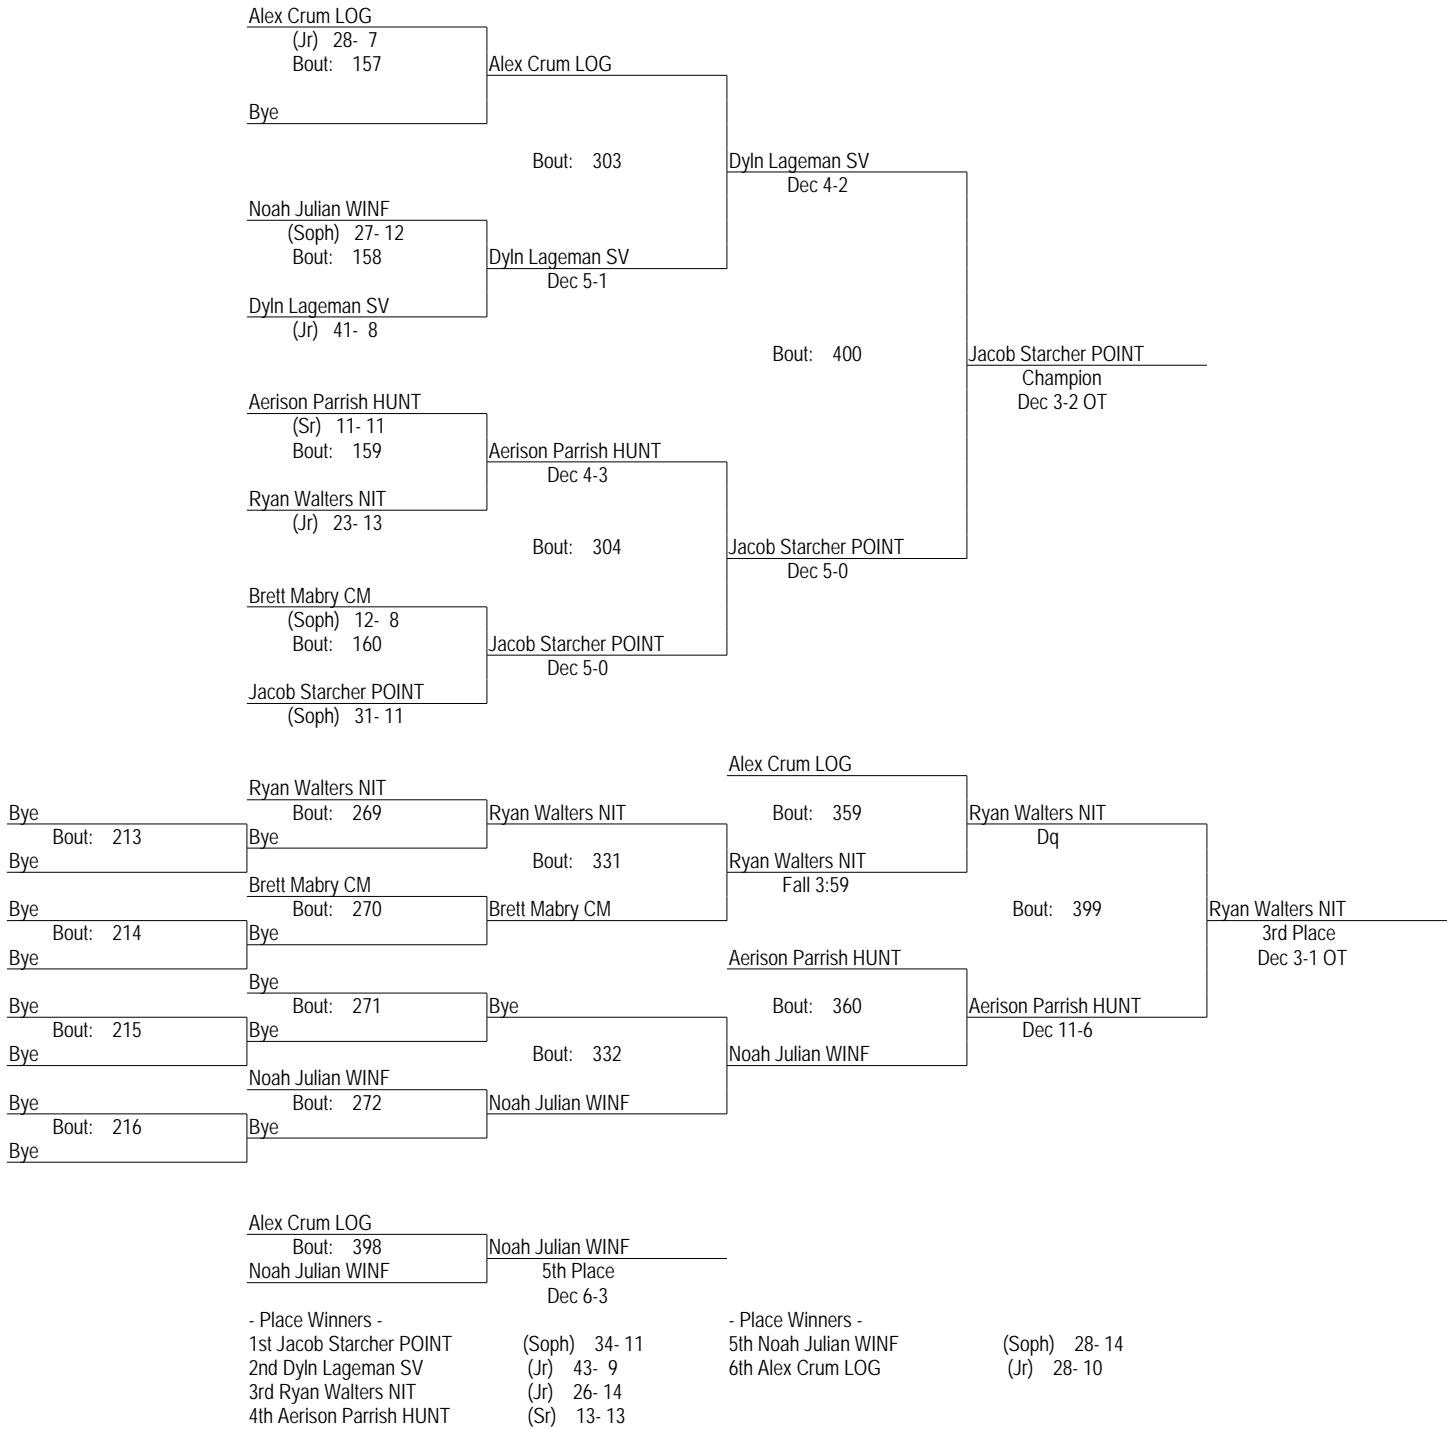 Alex Crum LOG
(Jr) 28- 7
Bout: 157
Alex Crum LOG
Bye
Bout: 303
Dyln Lageman SV
Dec 4-2
Noah Julian WINF
(Soph) 27- 12
Bout: 158
Dyln Lageman SV
Dec 5-1
Dyln Lageman SV
(Jr) 41- 8
Bout: 400
Jacob Starcher POINT
Champion
Dec 3-2 OT
Aerison Parrish HUNT
(Sr) 11- 11
Bout: 159
Aerison Parrish HUNT
Dec 4-3
Ryan Walters NIT
(Jr) 23- 13
Bout: 304
Jacob Starcher POINT
Dec 5-0
Brett Mabry CM
(Soph) 12- 8
Bout: 160
Jacob Starcher POINT
Dec 5-0
Jacob Starcher POINT
(Soph) 31- 11
Alex Crum LOG
Ryan Walters NIT
Bye
Bout: 269
Ryan Walters NIT
Bout: 359
Ryan Walters NIT
Bout: 213
Bye
Dq
Bye
Bout: 331
Ryan Walters NIT
Fall 3:59
Brett Mabry CM
Bye
Bout: 270
Brett Mabry CM
Bout: 399
Ryan Walters NIT
Bout: 214
Bye
3rd Place
Bye
Aerison Parrish HUNT
Dec 3-1 OT
Bye
Bye
Bout: 271
Bye
Bout: 360
Aerison Parrish HUNT
Bout: 215
Bye
Dec 11-6
Bye
Bout: 332
Noah Julian WINF
Noah Julian WINF
Bye
Bout: 272
Noah Julian WINF
Bout: 216
Bye
Bye
Alex Crum LOG
Bout: 398
Noah Julian WINF
Noah Julian WINF
5th Place
Dec 6-3
- Place Winners -
1st Jacob Starcher POINT (Soph) 34- 11
2nd Dyln Lageman SV (Jr) 43- 9
3rd Ryan Walters NIT (Jr) 26- 14
4th Aerison Parrish HUNT (Sr) 13- 13
- Place Winners -
5th Noah Julian WINF (Soph) 28- 14
6th Alex Crum LOG (Jr) 28- 10